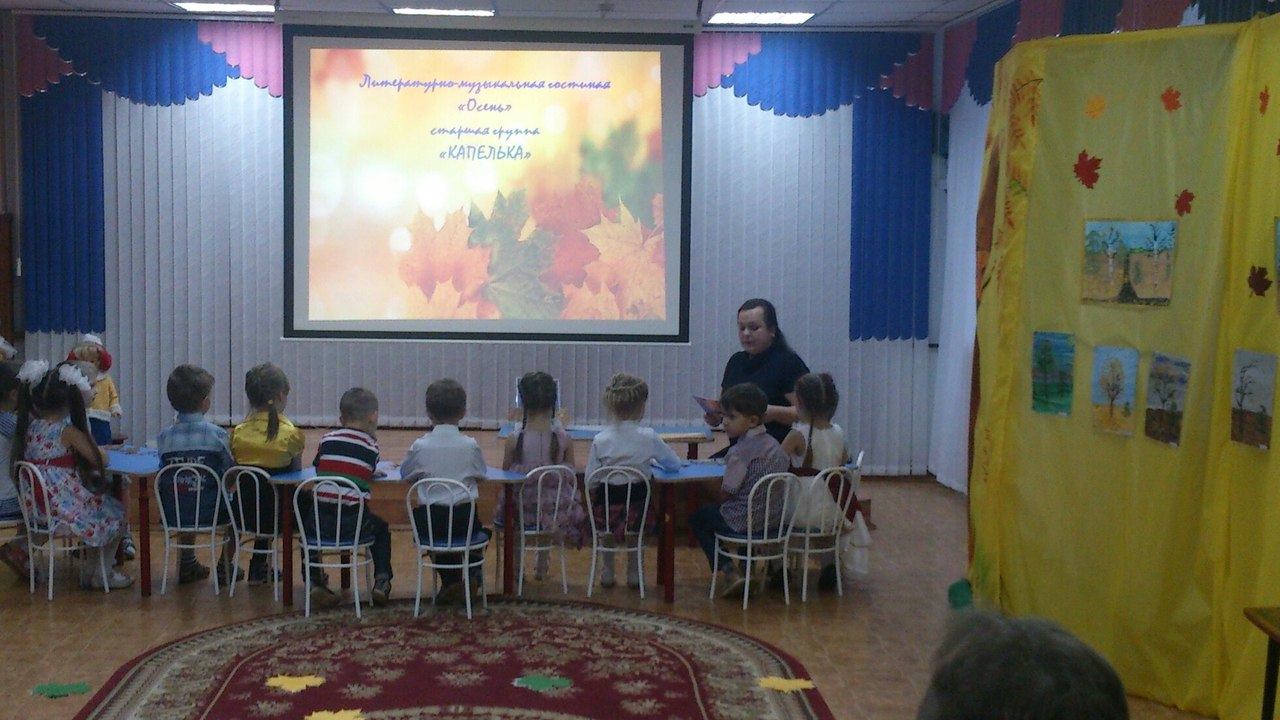 Литературно-музыкальная гостиная
«Осень»
старшая группа
«КАПЕЛЬКА»